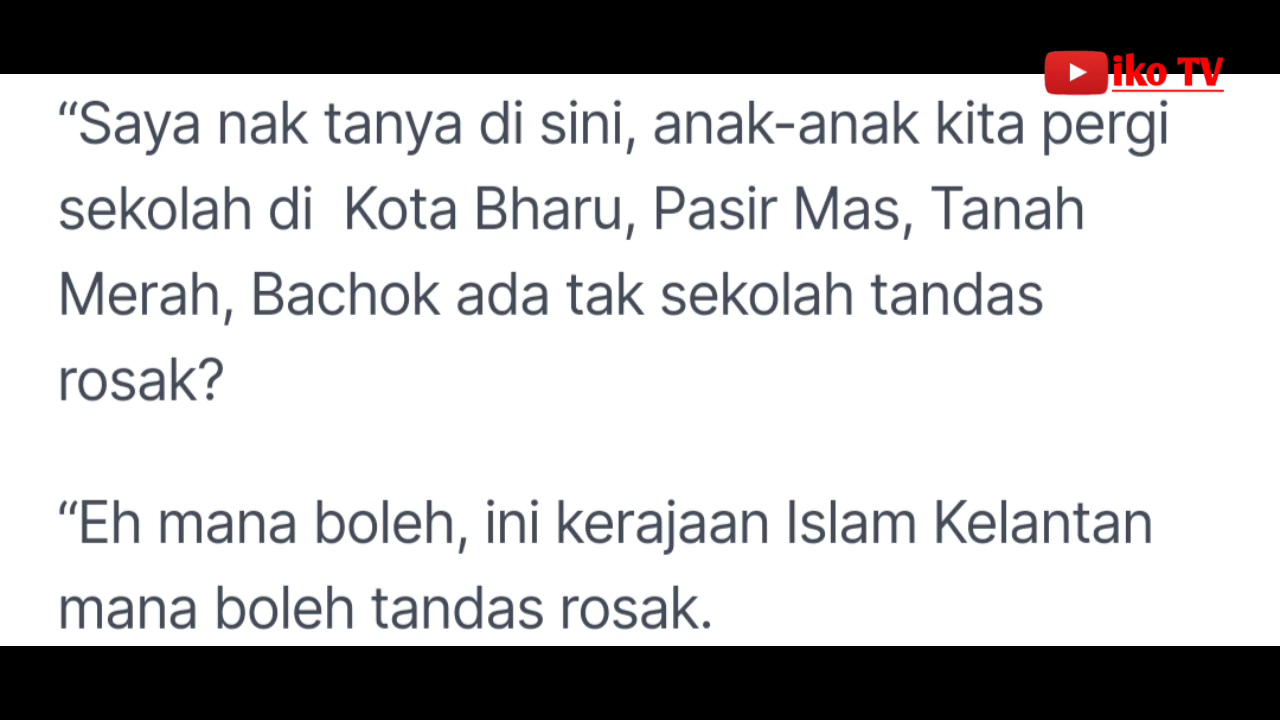 iko TV
“Saya nak tanya di sini, anak-anak kita pergi
sekolah di Kota Bharu, Pasir Mas, Tanah
Merah, Bachok ada tak sekolah tandas
rosak?
“Eh mana boleh, ini kerajaan Islam Kelantan
mana boleh tandas rosak.